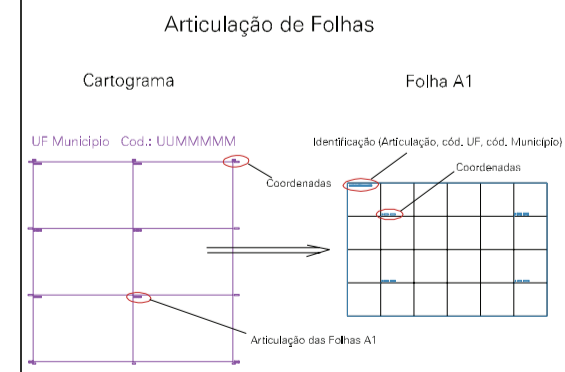 Articulação de Folhas
Cartograma
Folha A1
UF Municipio Cod.: UUMMMMM
Identificação (Articulação, cód. UF, cód. Município)
Coordenadas
Coordenadas
Articulação das Folhas A1